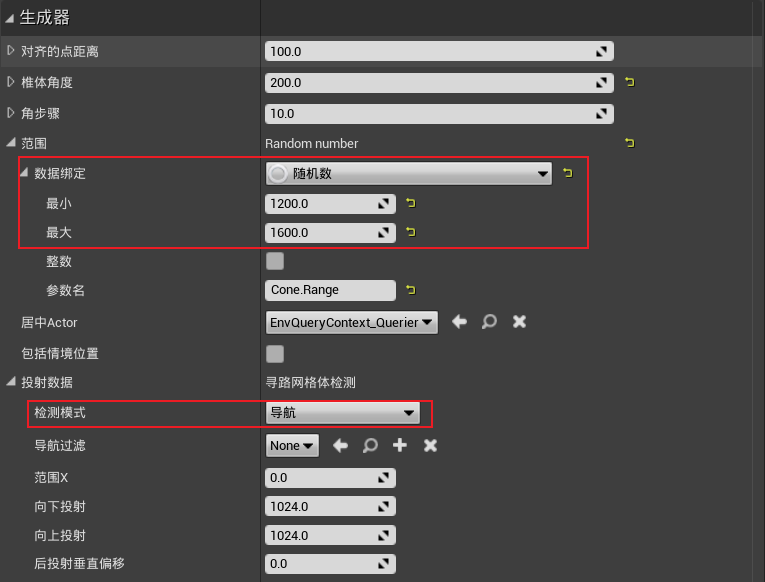 生成器
对齐的点距离 100.0
椎体角度 200.0
角步骤 10.0
范围 Random number
数据绑定 随机数
最小 1200.0
最大 1600.0
整数
参数名 Cone.Range
居中Actor EnvQueryContext_Querier
包括情境位置
投射数据 寻路网格体检测
检测模式 导航
导航过滤 None
范围X 0.0
向下投射 1024.0
向上投射 1024.0
后投射垂直偏移 0.0